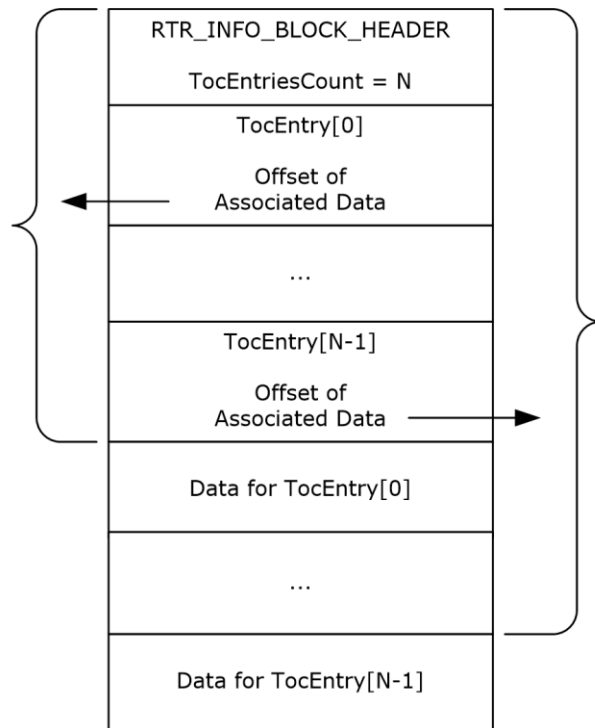 RTR_INFO_BLOCK_HEADER
TocEntriesCount = N
TocEntry[0]
Offset of
Associated Data
...
TocEntry[N-1]
Offset of
Associated Data
Data for TocEntry[0]
...
Data for TocEntry[N-1]